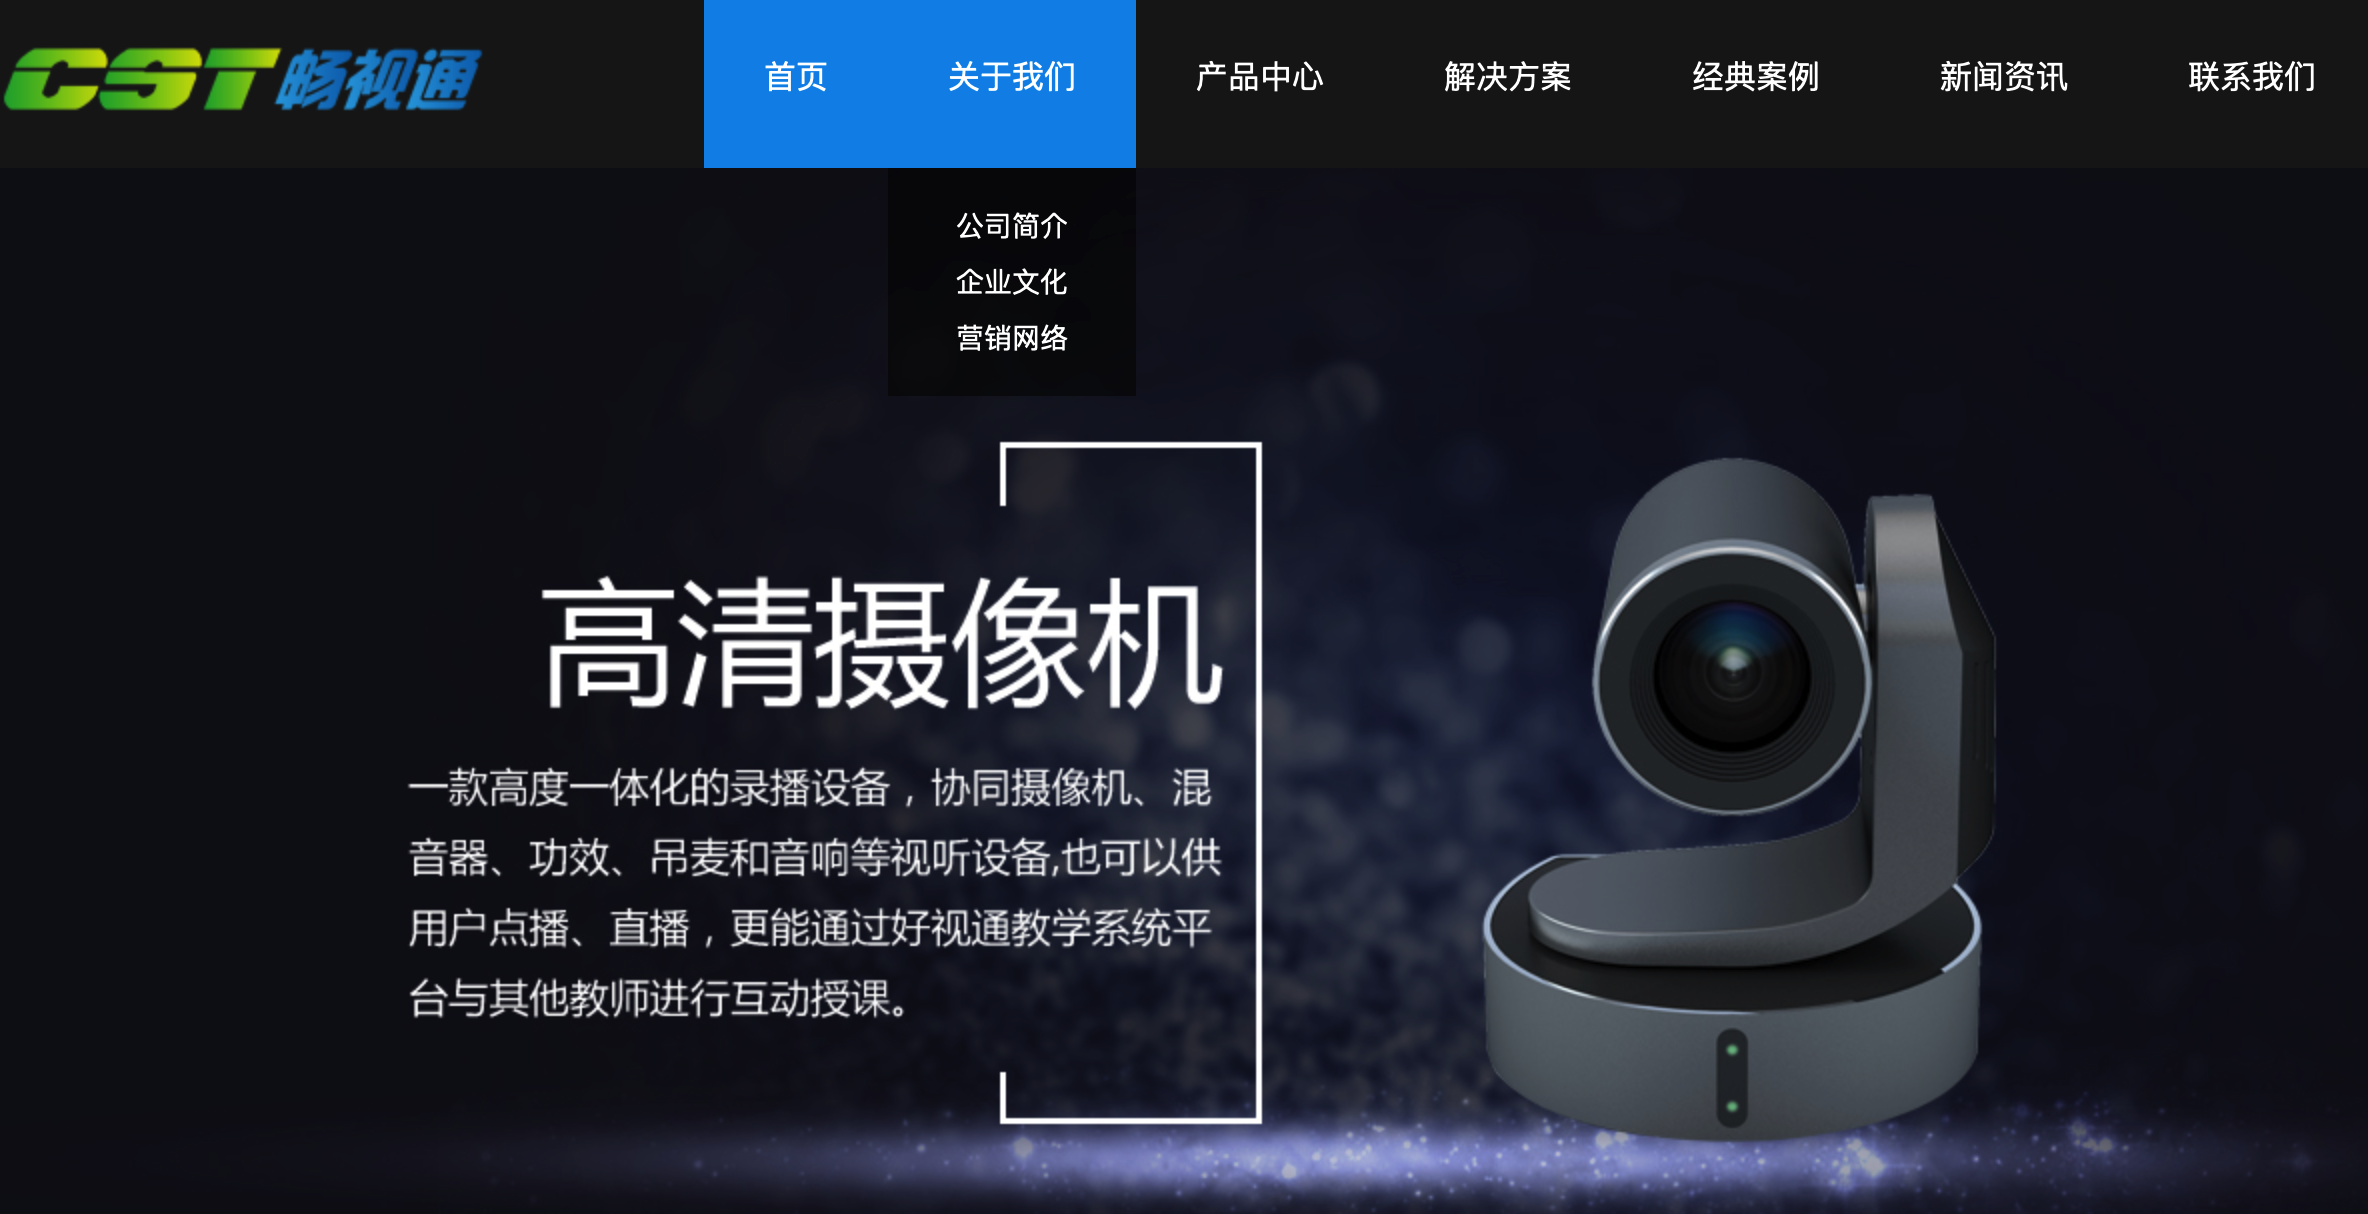 CST畅视通
首页 关于我们 产品中心 解决方案 经典案例 新闻资讯 联系我们
公司简介
企业文化
营销网络
高清摄像机
一款高度一体化的录播设备，协同摄像机、混
音器、功效、吊麦和音响等视听设备,也可以供
用户点播、直播，更能通过好视通教学系统平
台与其他教师进行互动授课。